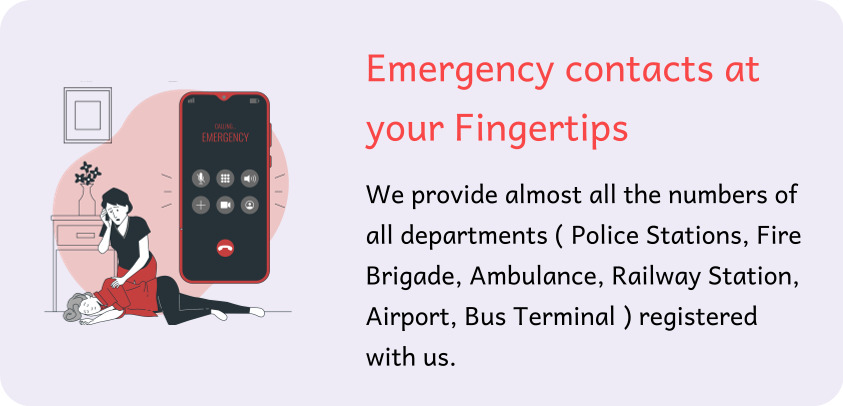 Emergency contacts at
your Fingertips
We provide almost all the numbers of
all departments ( Police Stations, Fire
Brigade, Ambulance, Railway Station,
Airport, Bus Terminal ) registered
with us.
CALLING...
EMERGENCY